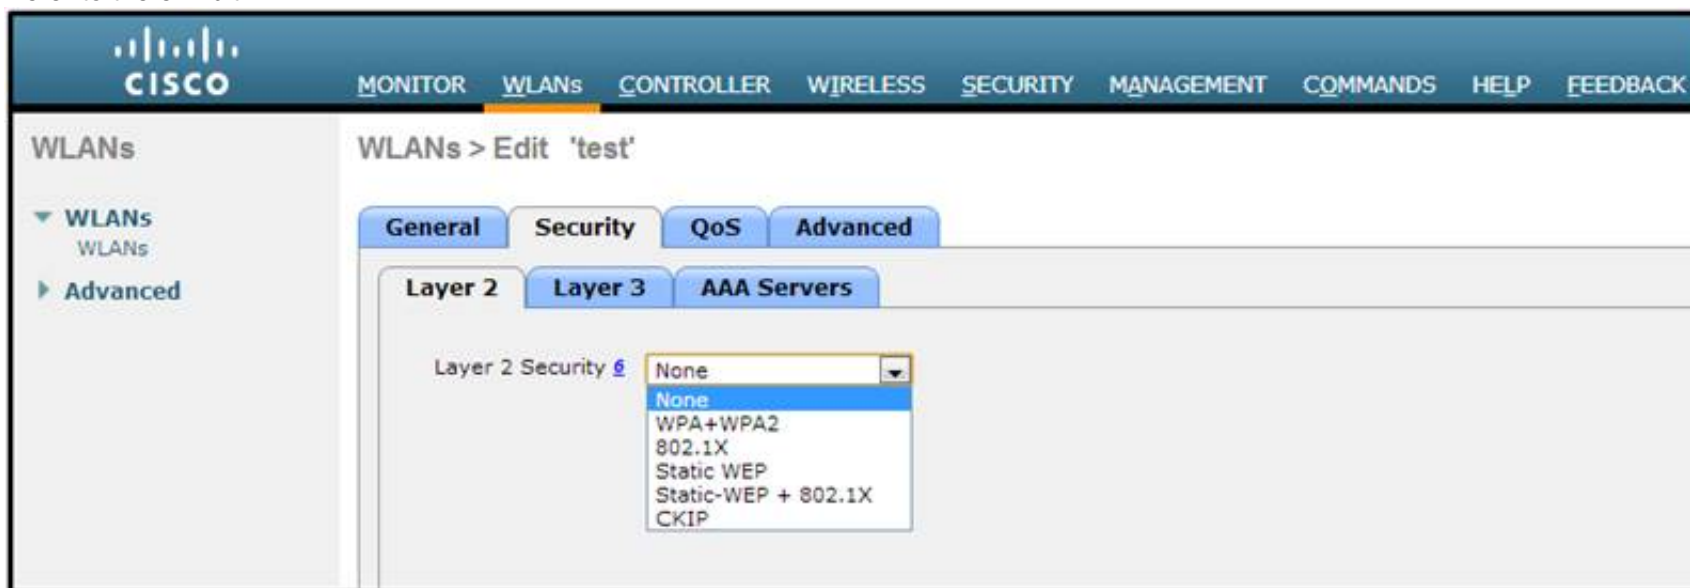 CISCO
MONITOR WLANs CONTROLLER WIRELESS SECURITY MANAGEMENT COMMANDS HELP FEEDBACK
WLANs
WLANs > Edit 'test'
WLANs
WLANs
Advanced
General Security QoS Advanced
Layer 2 Layer 3 AAA Servers
Layer 2 Security 6 None
None
WPA+WPA2
802.1X
Static WEP
Static-WEP + 802.1X
CKIP